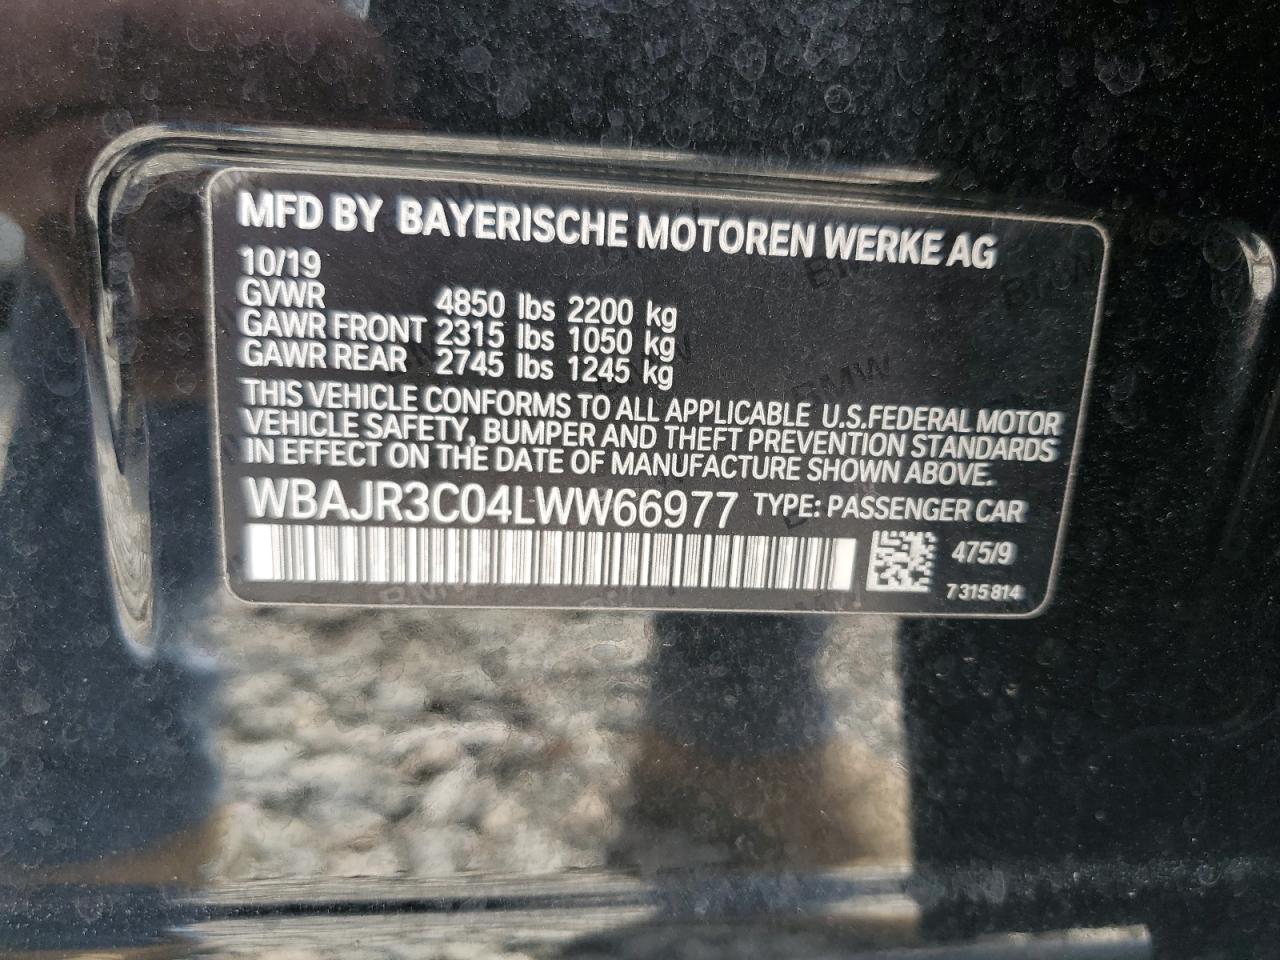 MFD BY BAYERISCHE MOTOREN WERKE AG
10/19
GVWR 4850 lbs 2200 kg
GAWR FRONT 2315 lbs 1050 kg
GAWR REAR 2745 lbs 1245 kg
THIS VEHICLE CONFORMS TO ALL APPLICABLE U.S.FEDERAL MOTOR
VEHICLE SAFETY, BUMPER AND THEFT PREVENTION STANDARDS
IN EFFECT ON THE DATE OF MANUFACTURE SHOWN ABOVE.
WBAJR3C04LWW66977 TYPE: PASSENGER CAR
475/9
7 315 814